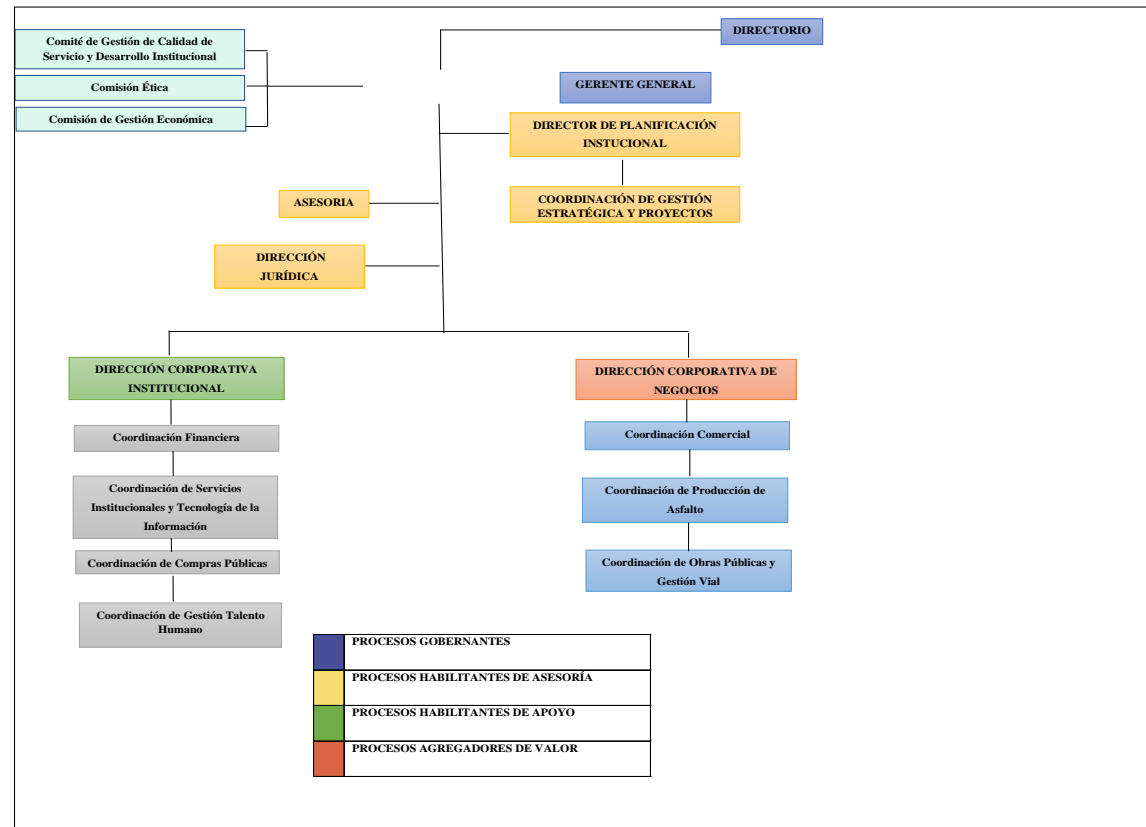 DIRECTORIO
Comité de Gestión de Calidad de
Servicio y Desarrollo Institucional
Comisión Ética
Comisión de Gestión Económica
GERENTE GENERAL
DIRECTOR DE PLANIFICACIÓN
INSTUCIONAL
COORDINACIÓN DE GESTIÓN
ESTRATÉGICA Y PROYECTOS
ASESORIA
DIRECCIÓN
JURÍDICA
DIRECCIÓN CORPORATIVA
INSTITUCIONAL
Coordinación Financiera
Coordinación de Servicios
Institucionales y Tecnología de la
Información
Coordinación de Compras Públicas
Coordinación de Gestión Talento
Humano
DIRECCIÓN CORPORATIVA DE
NEGOCIOS
Coordinación Comercial
Coordinación de Producción de
Asfalto
Coordinación de Obras Públicas y
Gestión Vial
PROCESOS GOBERNANTES
PROCESOS HABILITANTES DE ASESORÍA
PROCESOS HABILITANTES DE APOYO
PROCESOS AGREGADORES DE VALOR